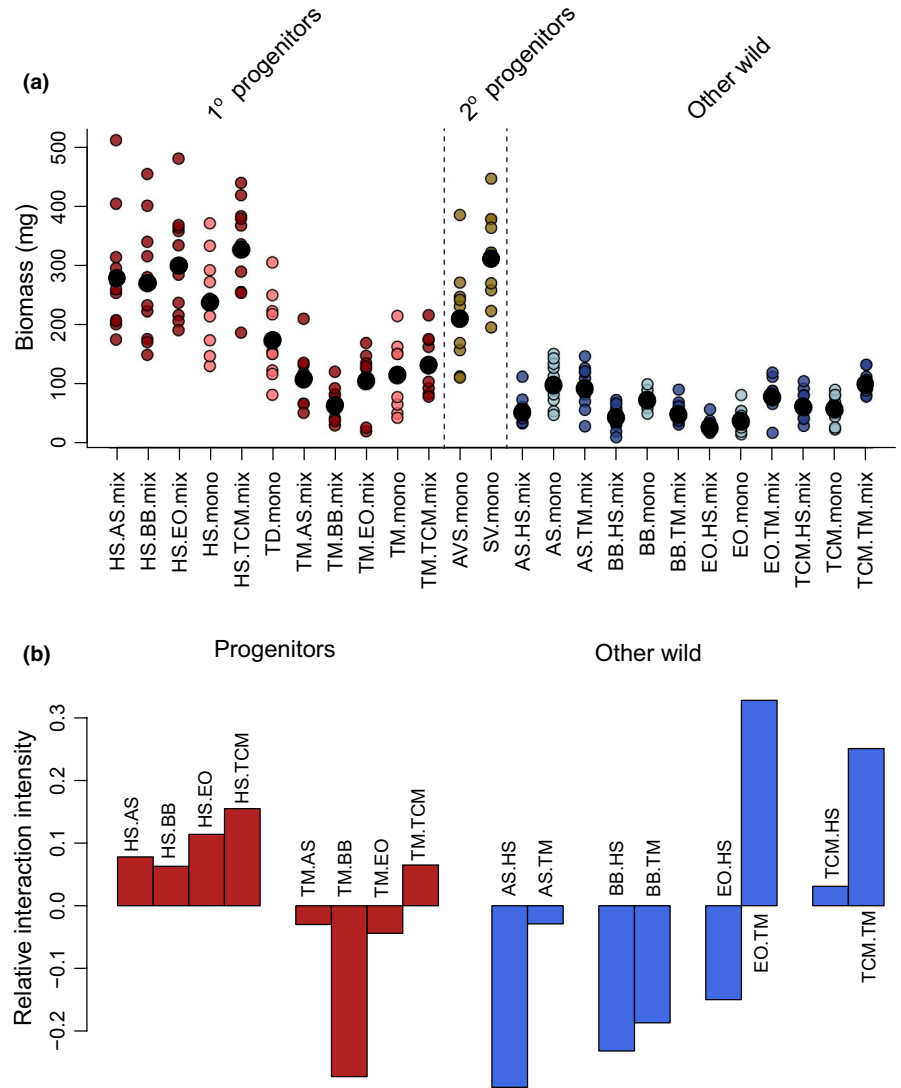 (a)
1º progenitors
2º progenitors
Other wild
Biomass (mg)
500
400
300
200
100
0
HS.AS.mix
HS.BB.mix
HS.EO.mix
HS.mono
HS.TCM.mix
TD.mono
TM.AS.mix
TM.BB.mix
TM.EO.mix
TM.mono
TM.TCM.mix
AVS.mono
SV.mono
AS.HS.mix
AS.mono
AS.TM.mix
BB.HS.mix
BB.mono
BB.TM.mix
EO.HS.mix
EO.mono
EO.TM.mix
TCM.HS.mix
TCM.mono
TCM.TM.mix
(b)
Progenitors
Other wild
Relative interaction intensity
0.3
0.2
0.1
0.0
−0.1
−0.2
HS.AS
HS.BB
HS.EO
HS.TCM
TM.AS
TM.BB
TM.EO
TM.TCM
AS.HS
AS.TM
BB.HS
BB.TM
EO.HS
EO.TM
TCM.HS
TCM.TM